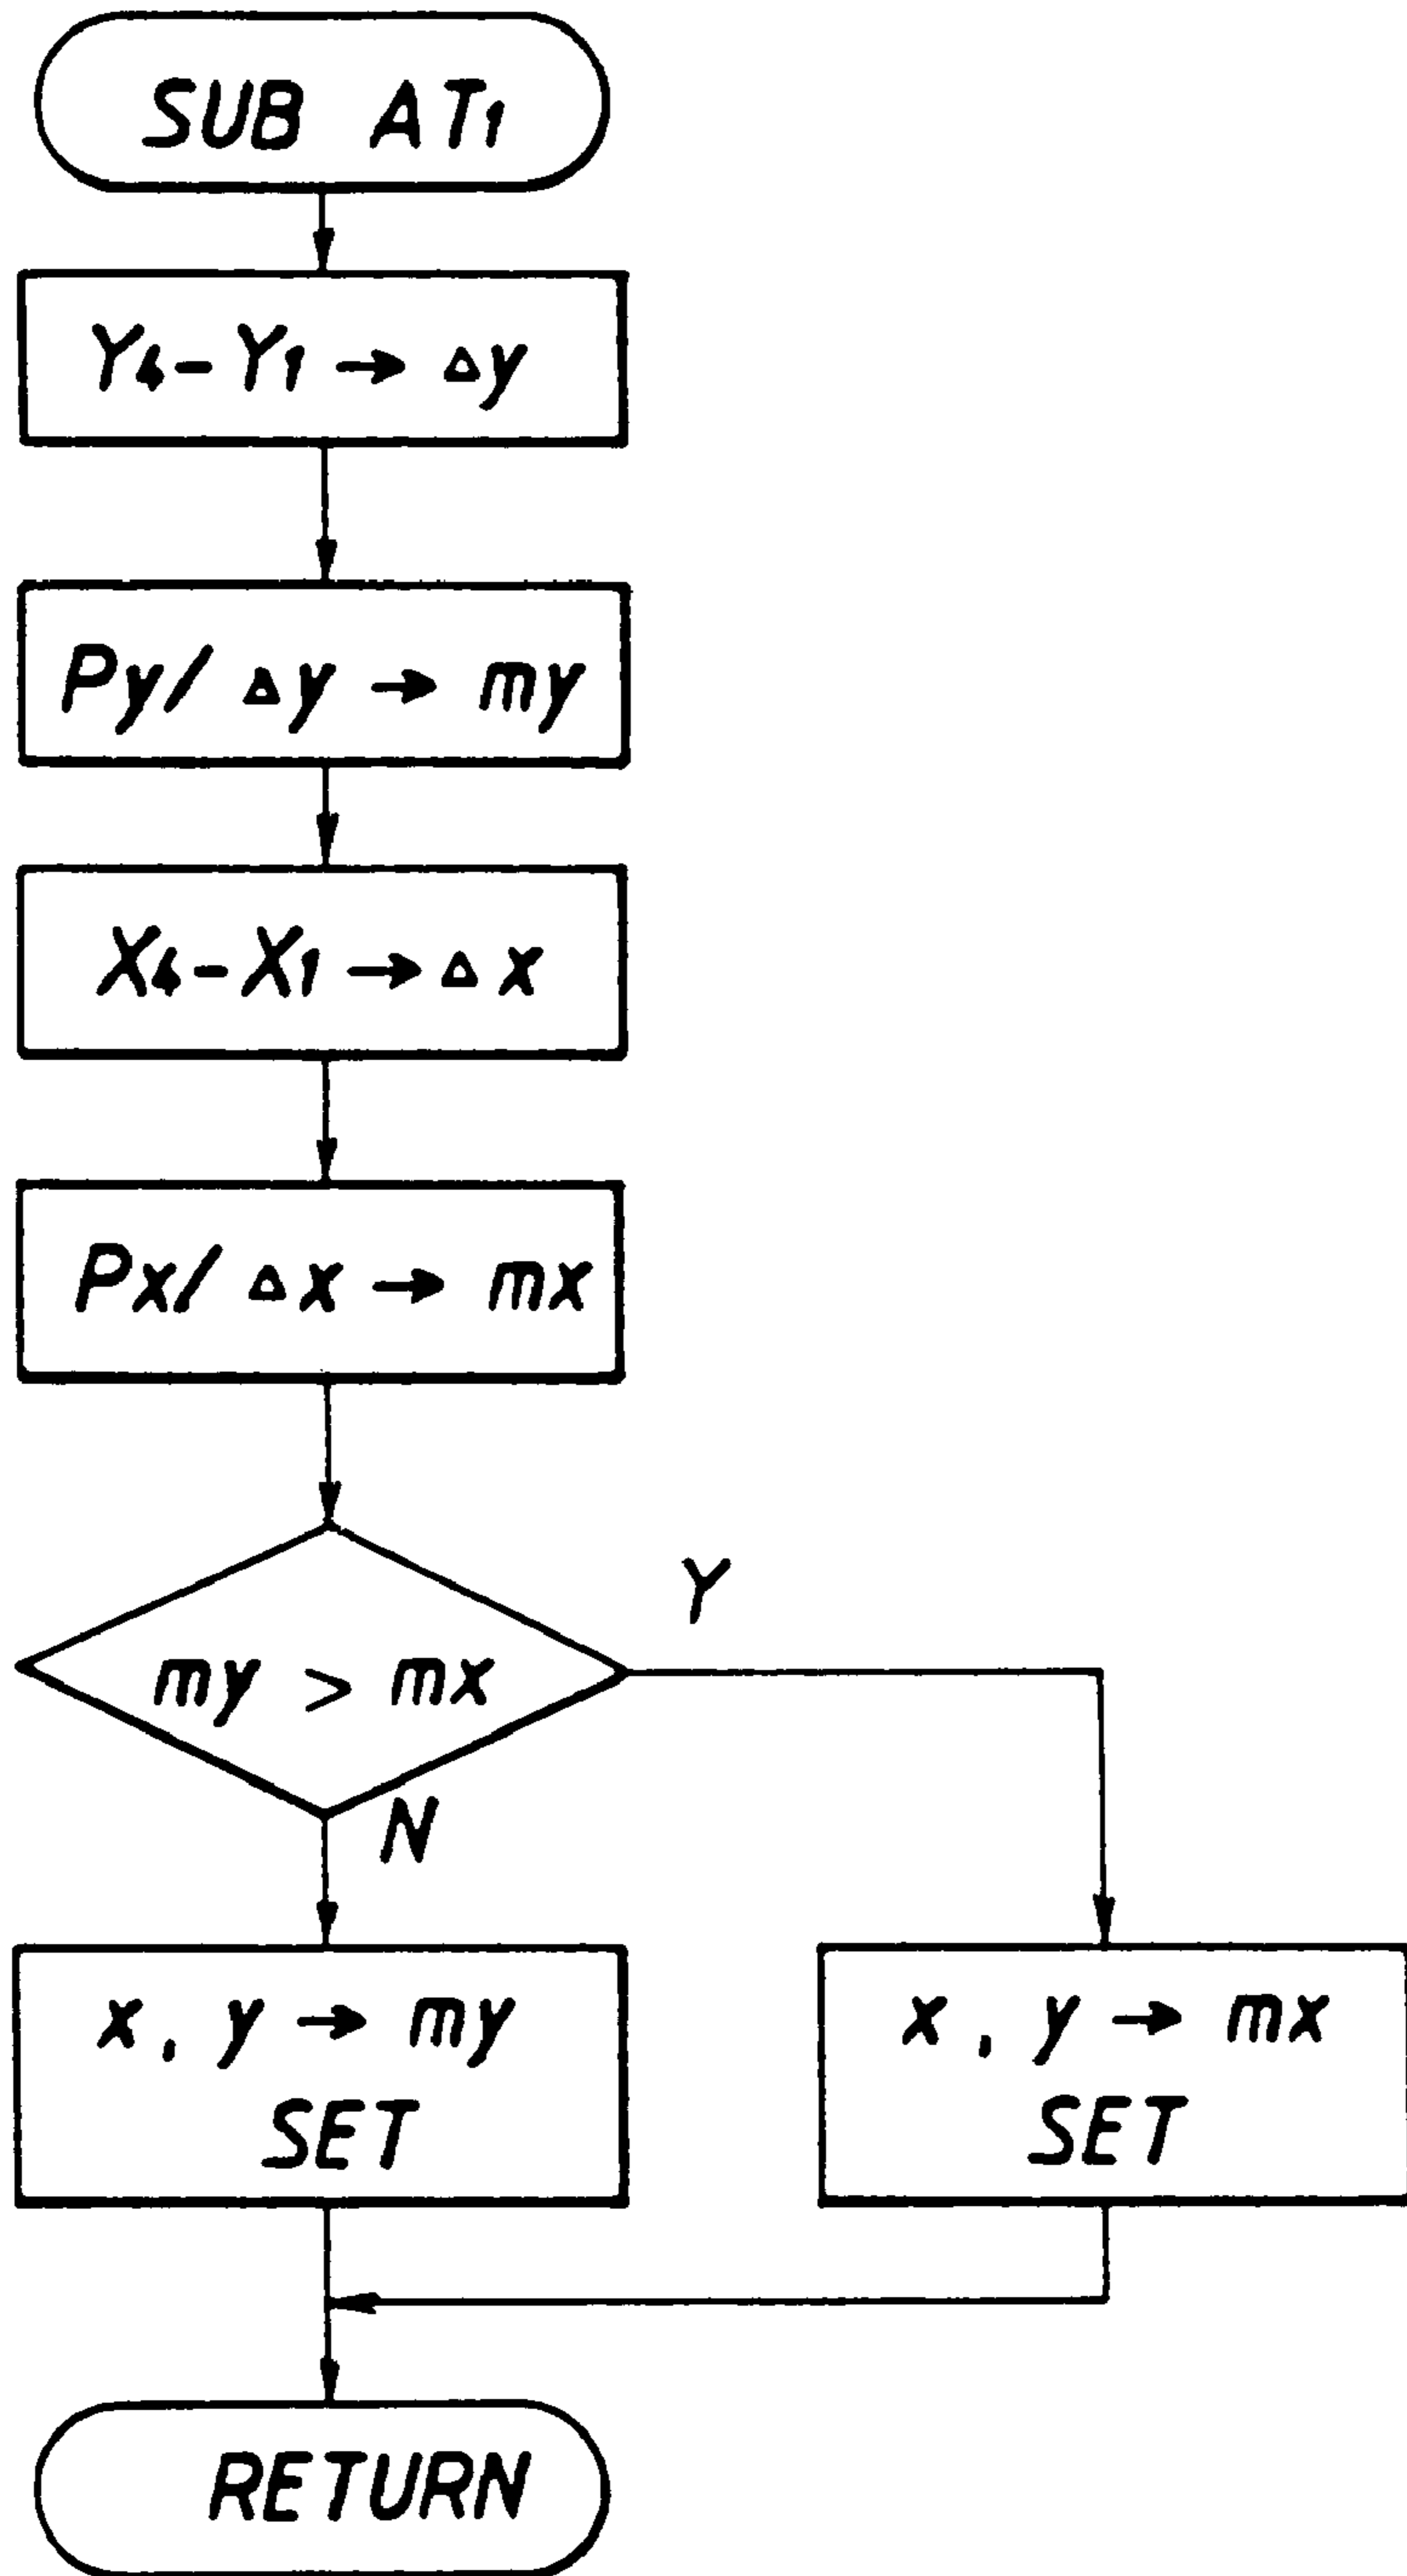 SUB AT1
Y4-Y1 → Δy
Py/ Δy → my
X4-X1 → Δx
Px/ Δx → mx
my > mx
Y
N
x, y → my
SET
x, y → mx
SET
RETURN